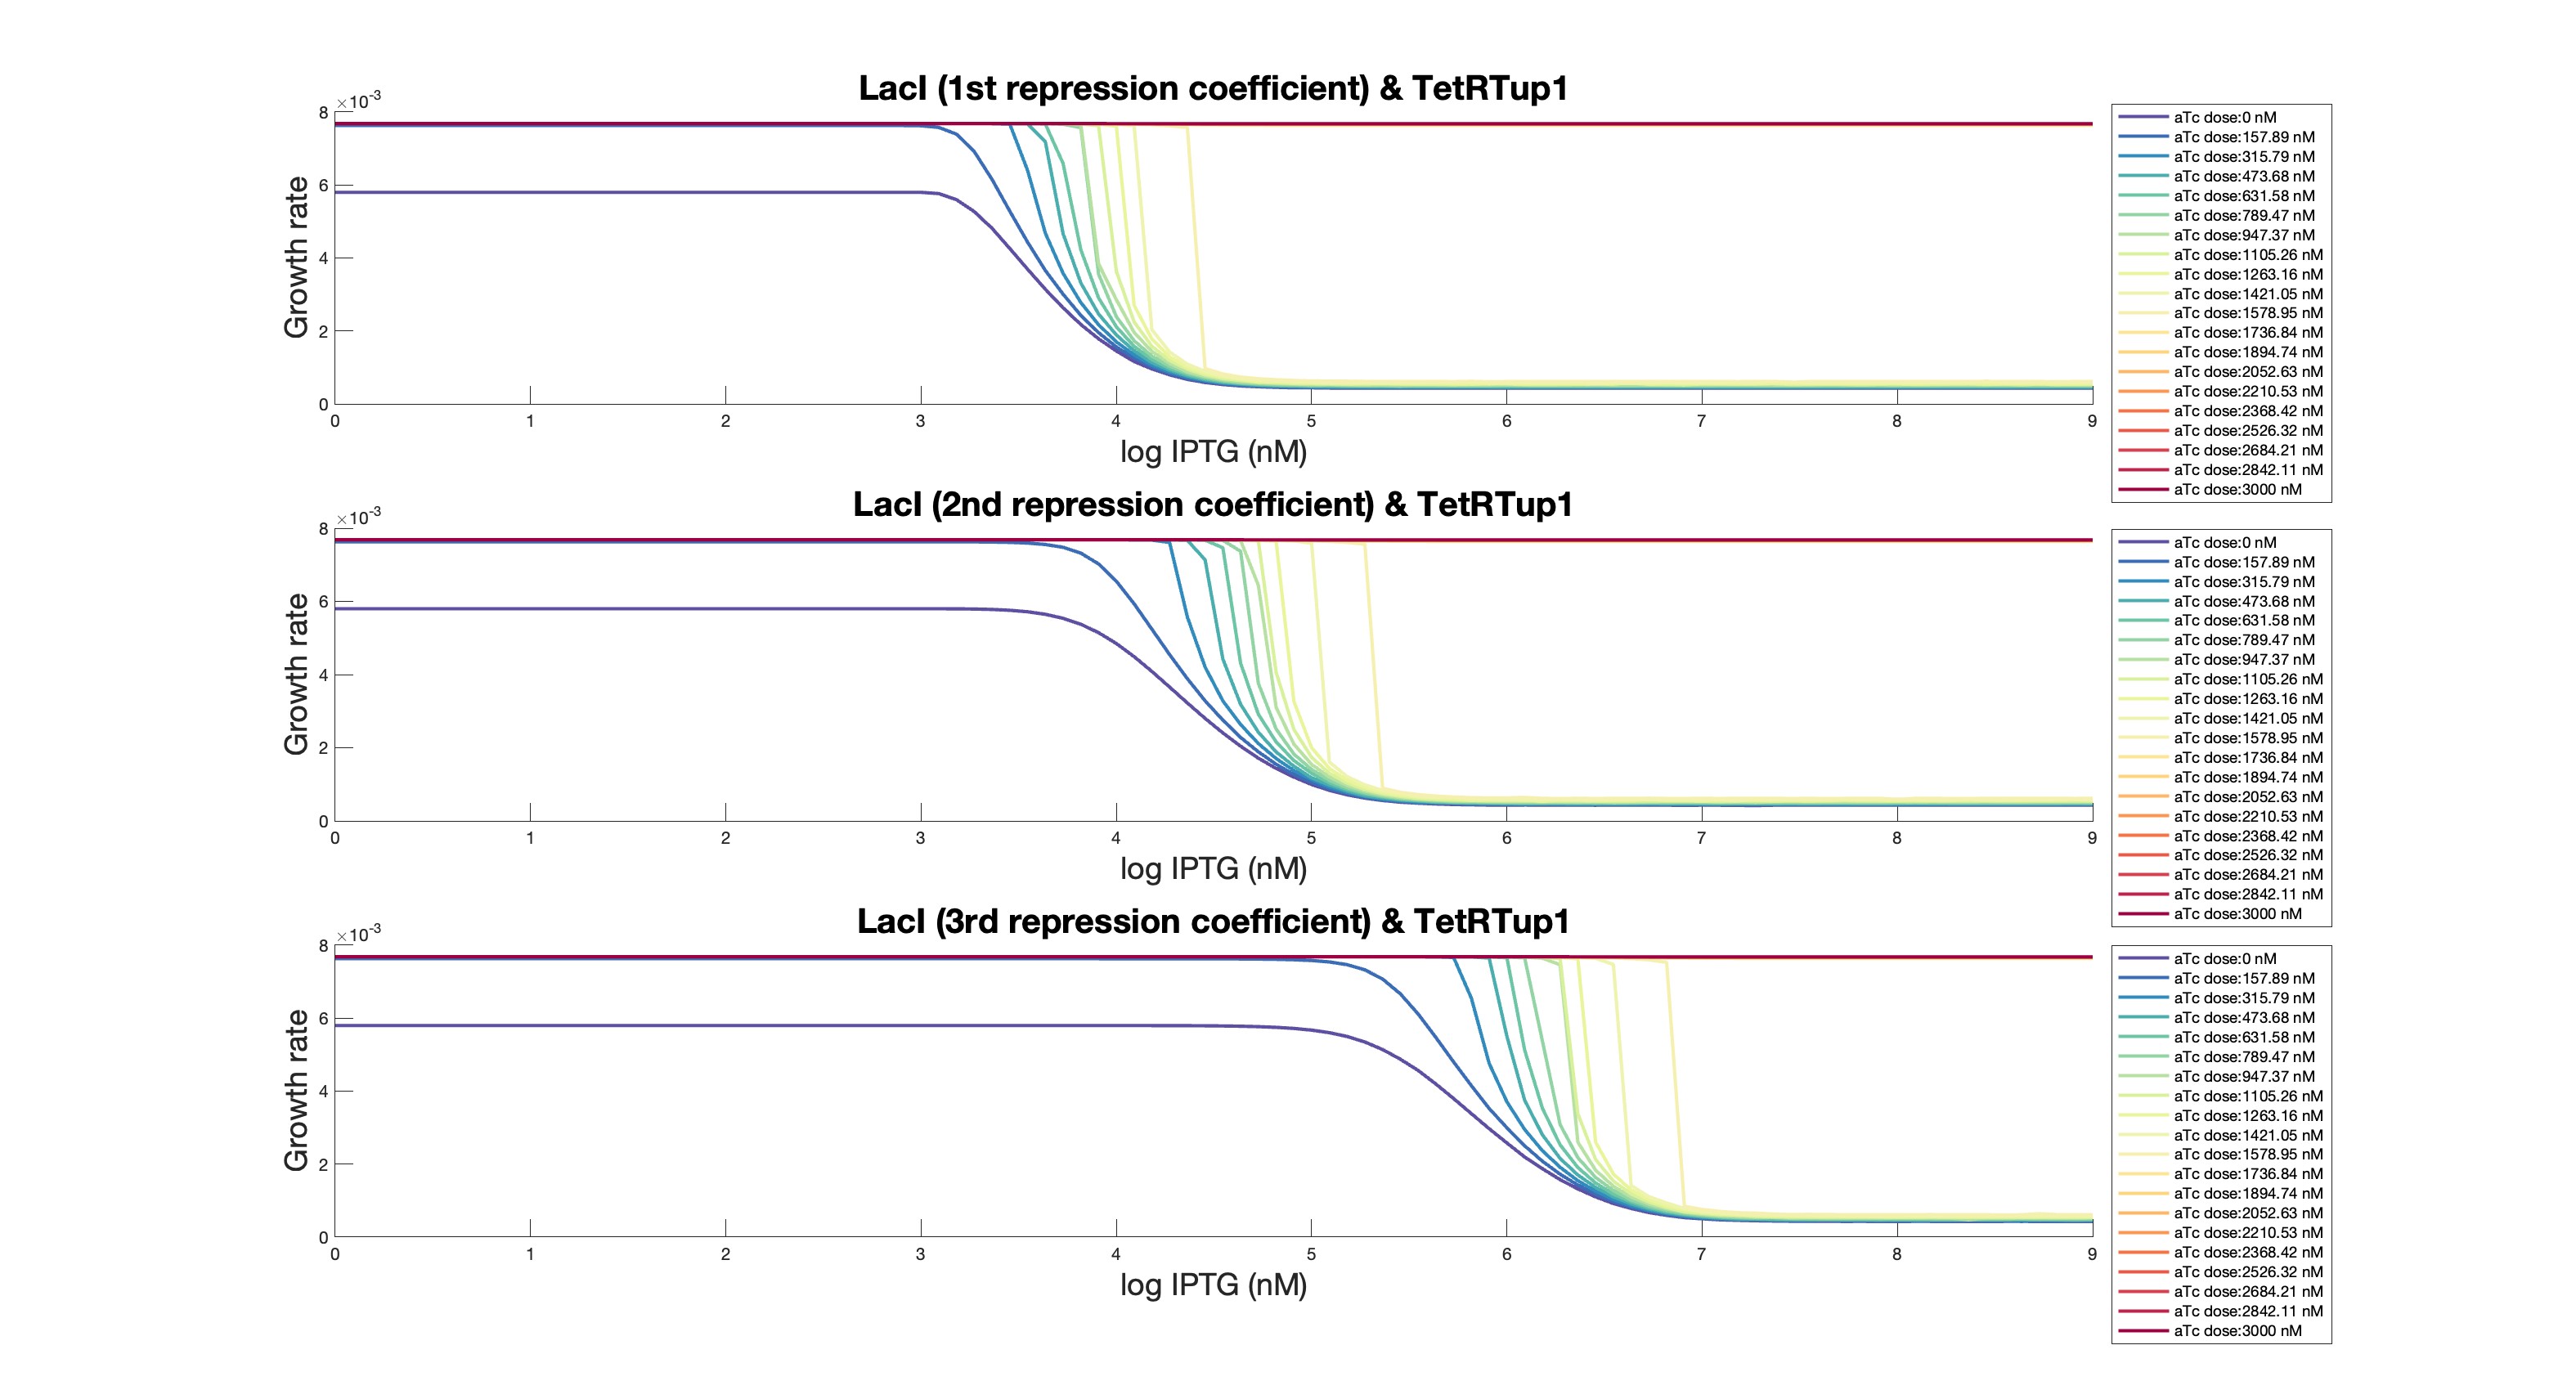 LacI (1st repression coefficient) & TetRTup1
×10-3
8
6
4
2
0
Growth rate
0 1 2 3 4 5 6 7 8 9
log IPTG (nM)
aTc dose:0 nM
aTc dose:157.89 nM
aTc dose:315.79 nM
aTc dose:473.68 nM
aTc dose:631.58 nM
aTc dose:789.47 nM
aTc dose:947.37 nM
aTc dose:1105.26 nM
aTc dose:1263.16 nM
aTc dose:1421.05 nM
aTc dose:1578.95 nM
aTc dose:1736.84 nM
aTc dose:1894.74 nM
aTc dose:2052.63 nM
aTc dose:2210.53 nM
aTc dose:2368.42 nM
aTc dose:2526.32 nM
aTc dose:2684.21 nM
aTc dose:2842.11 nM
aTc dose:3000 nM
LacI (2nd repression coefficient) & TetRTup1
×10-3
8
6
4
2
0
Growth rate
0 1 2 3 4 5 6 7 8 9
log IPTG (nM)
aTc dose:0 nM
aTc dose:157.89 nM
aTc dose:315.79 nM
aTc dose:473.68 nM
aTc dose:631.58 nM
aTc dose:789.47 nM
aTc dose:947.37 nM
aTc dose:1105.26 nM
aTc dose:1263.16 nM
aTc dose:1421.05 nM
aTc dose:1578.95 nM
aTc dose:1736.84 nM
aTc dose:1894.74 nM
aTc dose:2052.63 nM
aTc dose:2210.53 nM
aTc dose:2368.42 nM
aTc dose:2526.32 nM
aTc dose:2684.21 nM
aTc dose:2842.11 nM
aTc dose:3000 nM
LacI (3rd repression coefficient) & TetRTup1
×10-3
8
6
4
2
0
Growth rate
0 1 2 3 4 5 6 7 8 9
log IPTG (nM)
aTc dose:0 nM
aTc dose:157.89 nM
aTc dose:315.79 nM
aTc dose:473.68 nM
aTc dose:631.58 nM
aTc dose:789.47 nM
aTc dose:947.37 nM
aTc dose:1105.26 nM
aTc dose:1263.16 nM
aTc dose:1421.05 nM
aTc dose:1578.95 nM
aTc dose:1736.84 nM
aTc dose:1894.74 nM
aTc dose:2052.63 nM
aTc dose:2210.53 nM
aTc dose:2368.42 nM
aTc dose:2526.32 nM
aTc dose:2684.21 nM
aTc dose:2842.11 nM
aTc dose:3000 nM